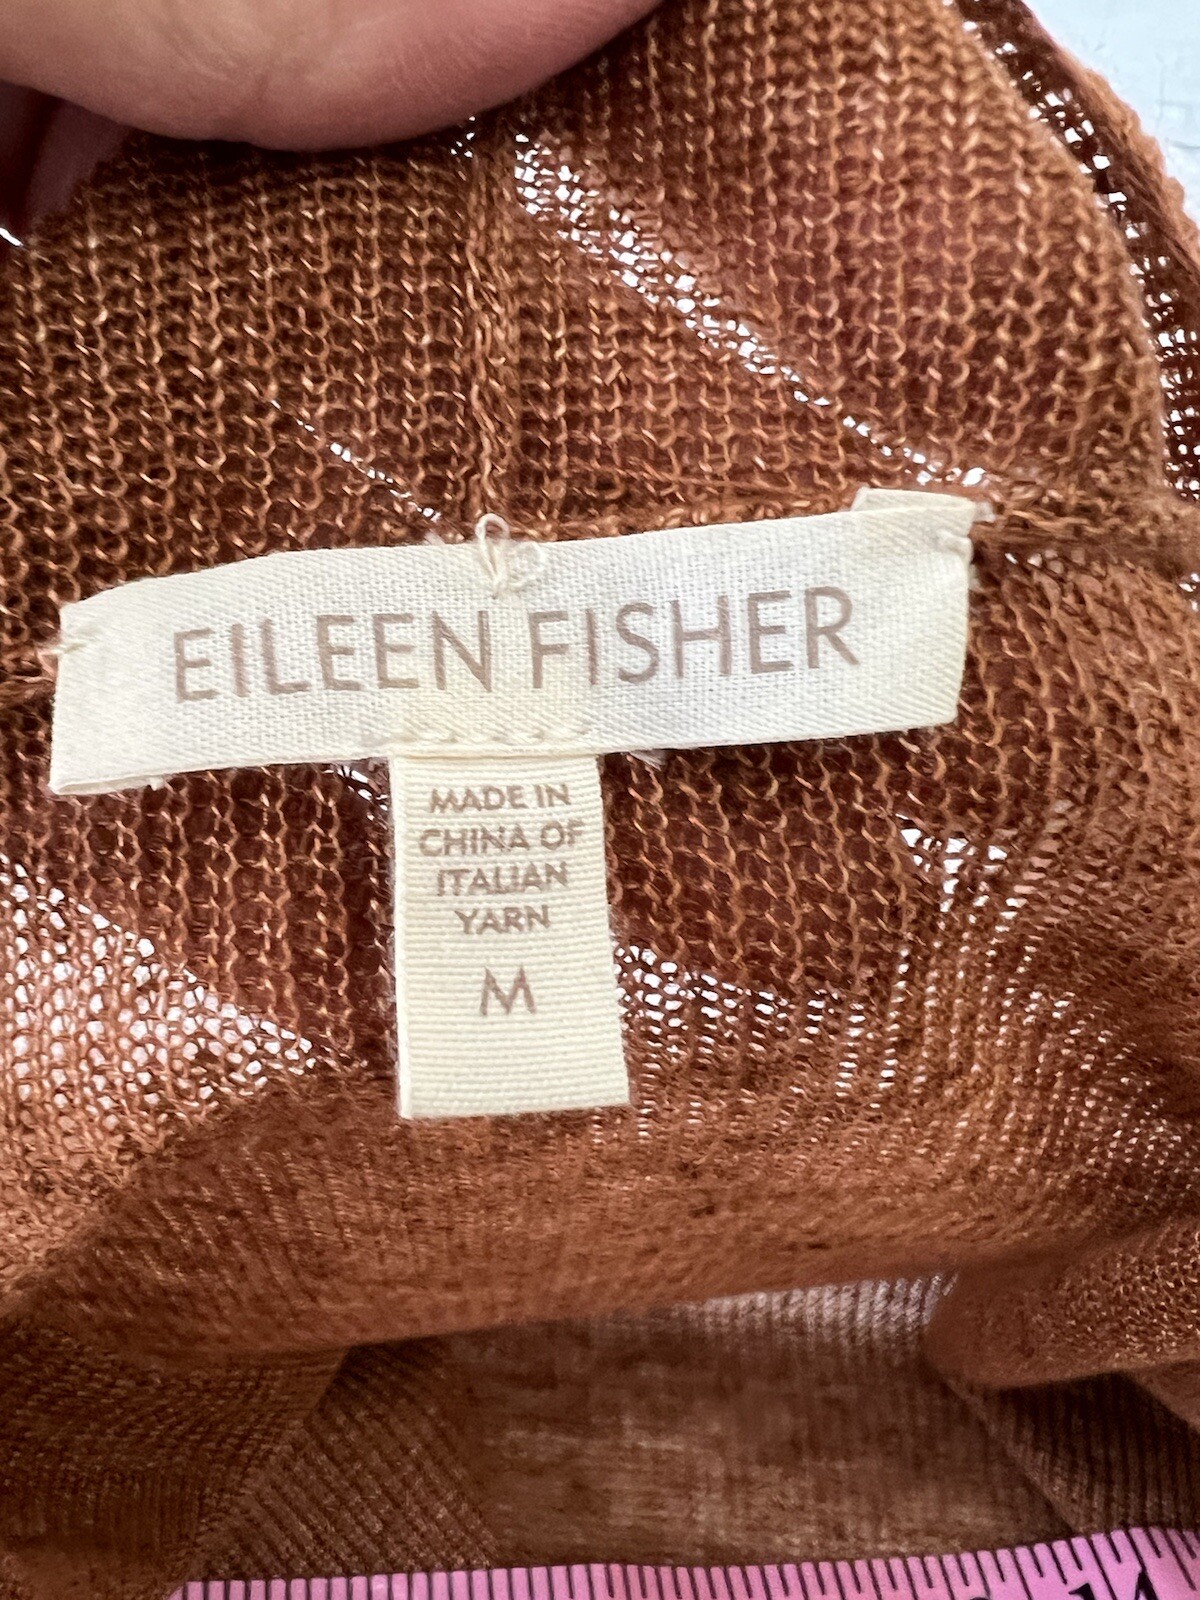 EILEEN FISHER
MADE IN
CHINA OF
ITALIAN
YARN
M